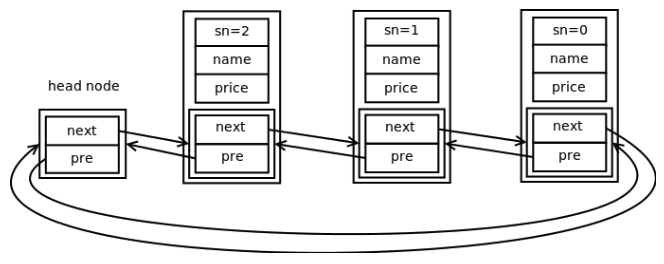 head node
next
pre
sn=2
name
price
next
pre
sn=1
name
price
next
pre
sn=0
name
price
next
pre